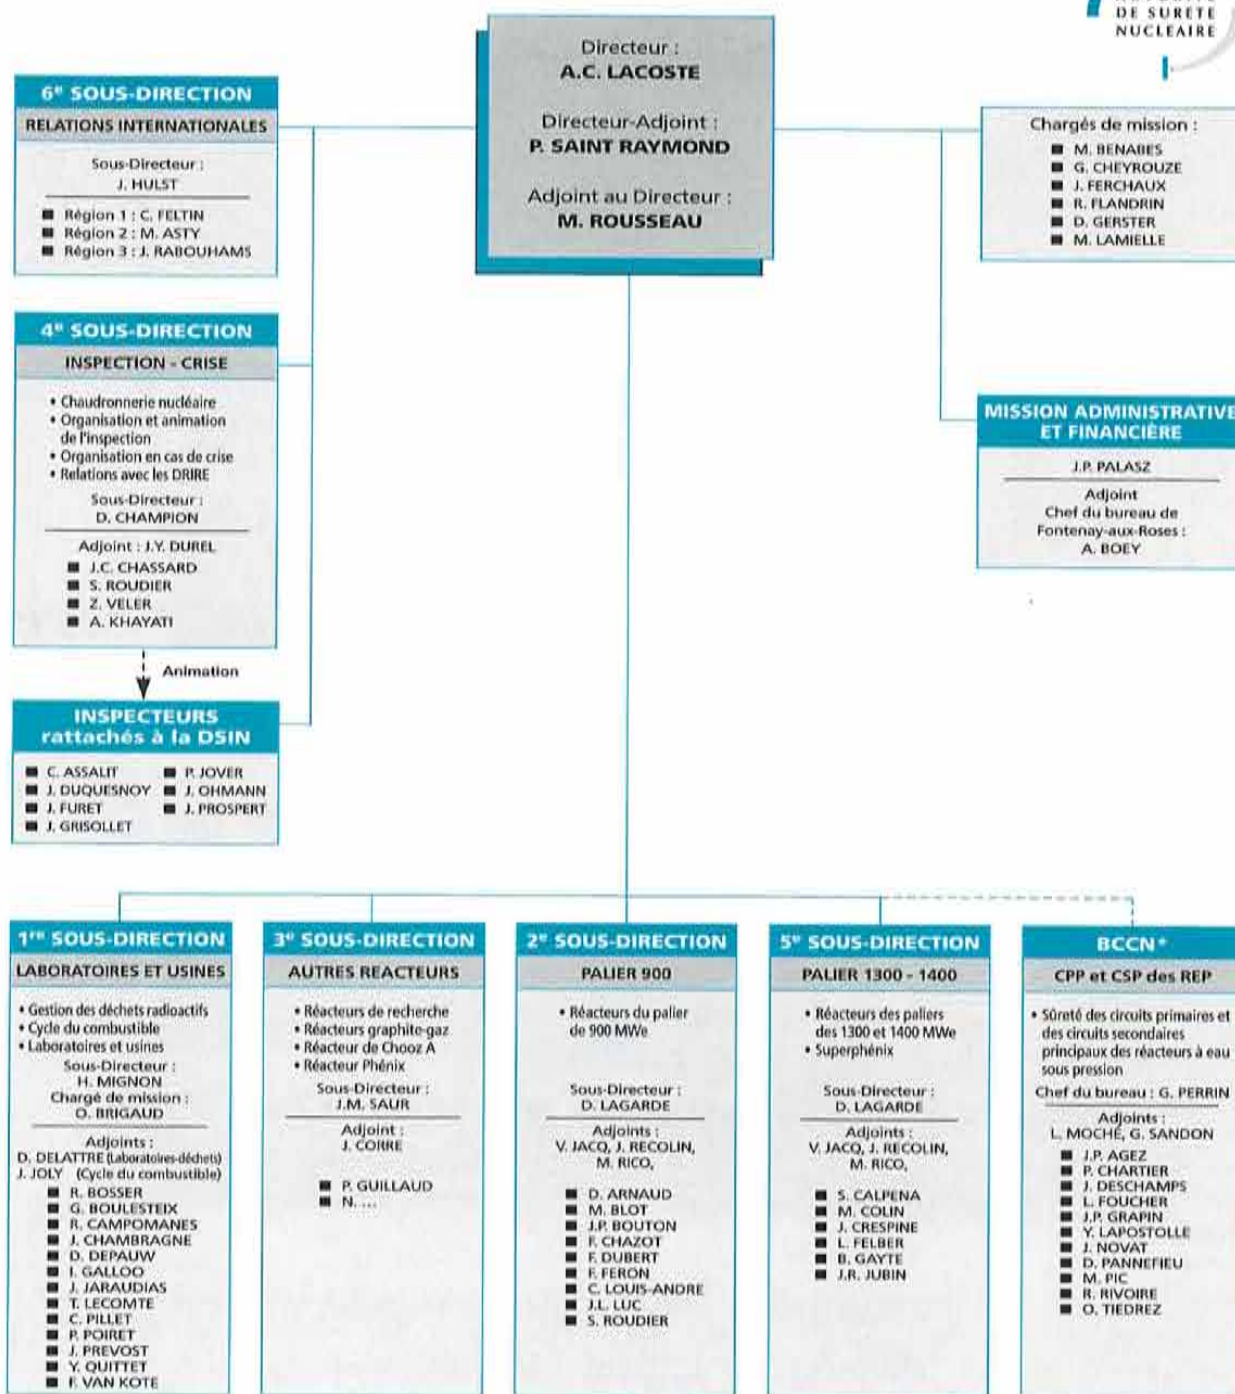 DE SURETE
NUCLEAIRE
Directeur :
A.C. LACOSTE
Directeur-Adjoint :
P. SAINT RAYMOND
Adjoint au Directeur :
M. ROUSSEAU
6e SOUS-DIRECTION
RELATIONS INTERNATIONALES
Sous-Directeur :
J. HULST
■ Région 1 : C. FELTIN
■ Région 2 : M. ASTY
■ Région 3 : J. RABOUHAMS
Chargés de mission :
■ M. BENABES
■ G. CHEYROUZE
■ J. FERCHAUX
■ R. FLANDRIN
■ D. GERSTER
■ M. LAMIELLE
4e SOUS-DIRECTION
INSPECTION - CRISE
• Chaudronnerie nucléaire
• Organisation et animation
de l'inspection
• Organisation en cas de crise
• Relations avec les DRIRE
Sous-Directeur :
D. CHAMPION
Adjoint : J.Y. DUREL
■ J.C. CHASSARD
■ S. ROUDIER
■ Z. VELER
■ A. KHAYATI
MISSION ADMINISTRATIVE
ET FINANCIÈRE
J.P. PALASZ
Adjoint
Chef du bureau de
Fontenay-aux-Roses :
A. BOEY
Animation
INSPECTEURS
rattachés à la DSIN
■ C. ASSALIT ■ P. JOVER
■ J. DUQUESNOY ■ J. OHMANN
■ J. FURET ■ J. PROSPERT
■ J. GRISOLLET
1re SOUS-DIRECTION
LABORATOIRES ET USINES
• Gestion des déchets radioactifs
• Cycle du combustible
• Laboratoires et usines
Sous-Directeur :
H. MIGNON
Chargé de mission :
O. BRIGAUD
Adjoints :
D. DELATTRE (Laboratoires-déchets)
J. JOLY (Cycle du combustible)
■ R. BOSSER
■ G. BOULESTEIX
■ R. CAMPOMANES
■ J. CHAMBRAGNE
■ D. DEPAUW
■ I. GALLOO
■ J. JARAUDIAS
■ T. LECOMTE
■ C. PILLET
■ P. POIRET
■ J. PREVOST
■ Y. QUITTET
■ F. VAN KOTE
3e SOUS-DIRECTION
AUTRES REACTEURS
• Réacteurs de recherche
• Réacteurs graphite-gaz
• Réacteur de Chooz A
• Réacteur Phénix
Sous-Directeur :
J.M. SAUR
Adjoint :
J. CORRE
■ P. GUILLAUD
■ N. ...
2e SOUS-DIRECTION
PALIER 900
• Réacteurs du palier
de 900 MWe
Sous-Directeur :
D. LAGARDE
Adjoints :
V. JACQ, J. RECOLIN,
M. RICO,
■ D. ARNAUD
■ M. BLOT
■ J.P. BOUTON
■ F. CHAZOT
■ F. DUBERT
■ F. FERON
■ C. LOUIS-ANDRE
■ J.L. LUC
■ S. ROUDIER
5e SOUS-DIRECTION
PALIER 1300 - 1400
• Réacteurs des paliers
des 1300 et 1400 MWe
• Superphénix
Sous-Directeur :
D. LAGARDE
Adjoints :
V. JACQ, J. RECOLIN,
M. RICO,
■ S. CALPENA
■ M. COLIN
■ J. CRESPINE
■ L. FELBER
■ B. GAYTE
■ J.R. JUBIN
BCCN*
CPP et CSP des REP
• Sûreté des circuits primaires et
des circuits secondaires
principaux des réacteurs à eau
sous pression
Chef du bureau : G. PERRIN
Adjoints :
L. MOCHÉ, G. SANDON
■ J.P. AGEZ
■ P. CHARTIER
■ J. DESCHAMPS
■ L. FOUCHER
■ J.P. GRAPIN
■ Y. LAPOSTOLLE
■ J. NOVAT
■ D. PANNEFIEU
■ M. PIC
■ R. RIVOIRE
■ O. TIEDREZ